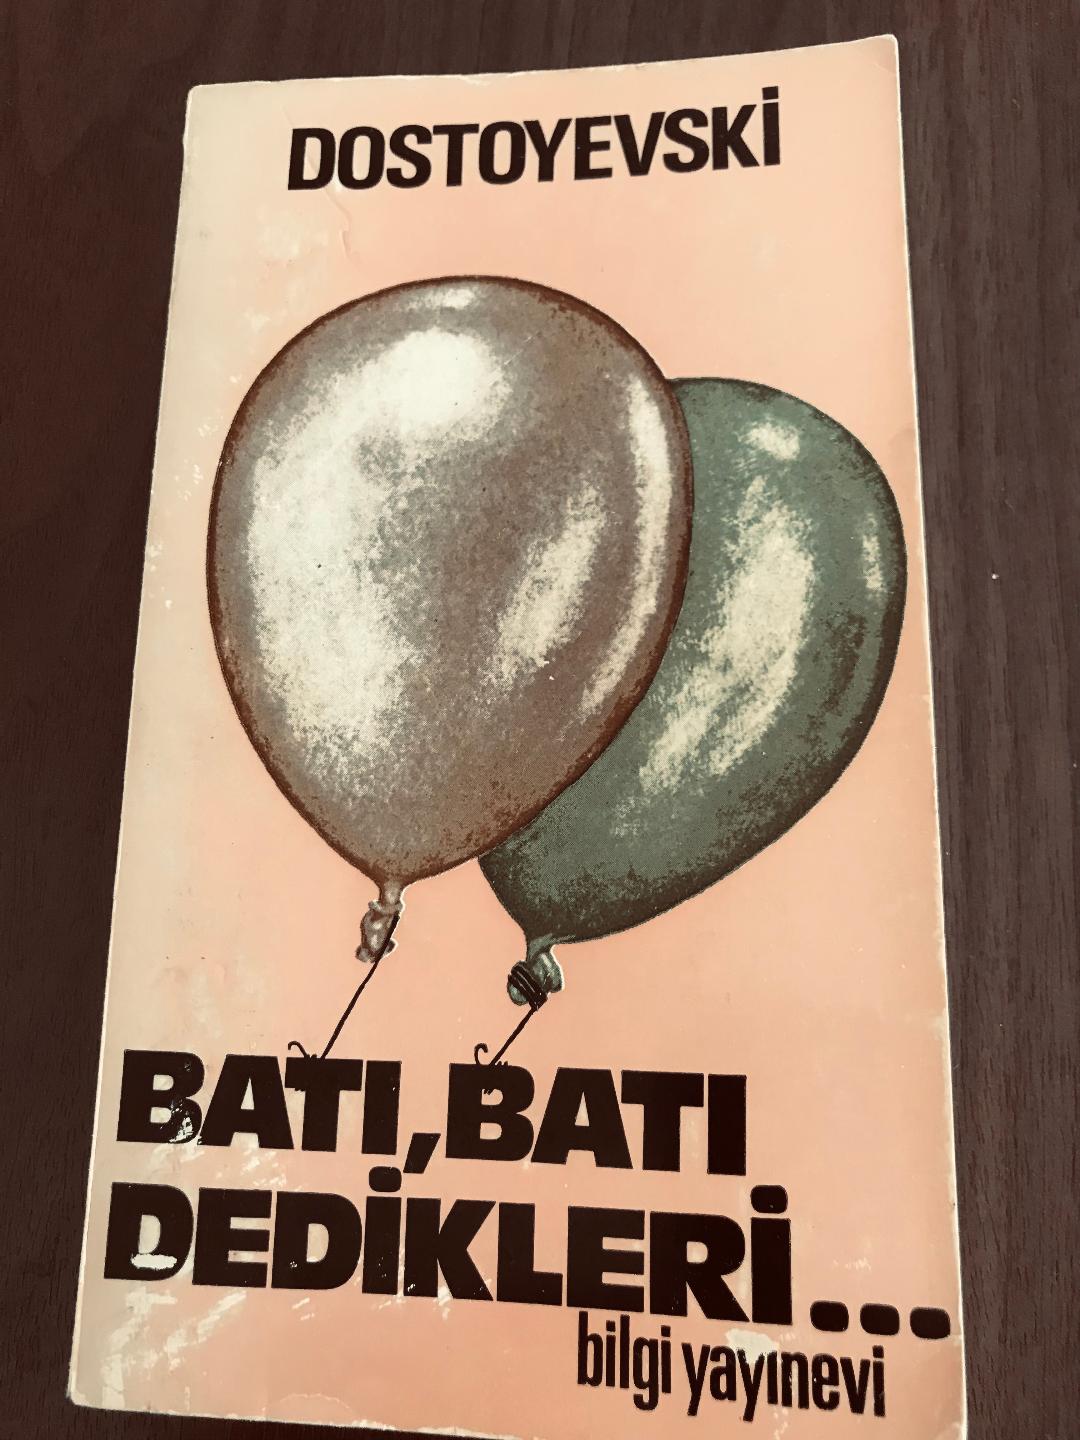 DOSTOYEVSKİ
BATI, BATI
DEDİKLERİ...
bilgi yayınevi